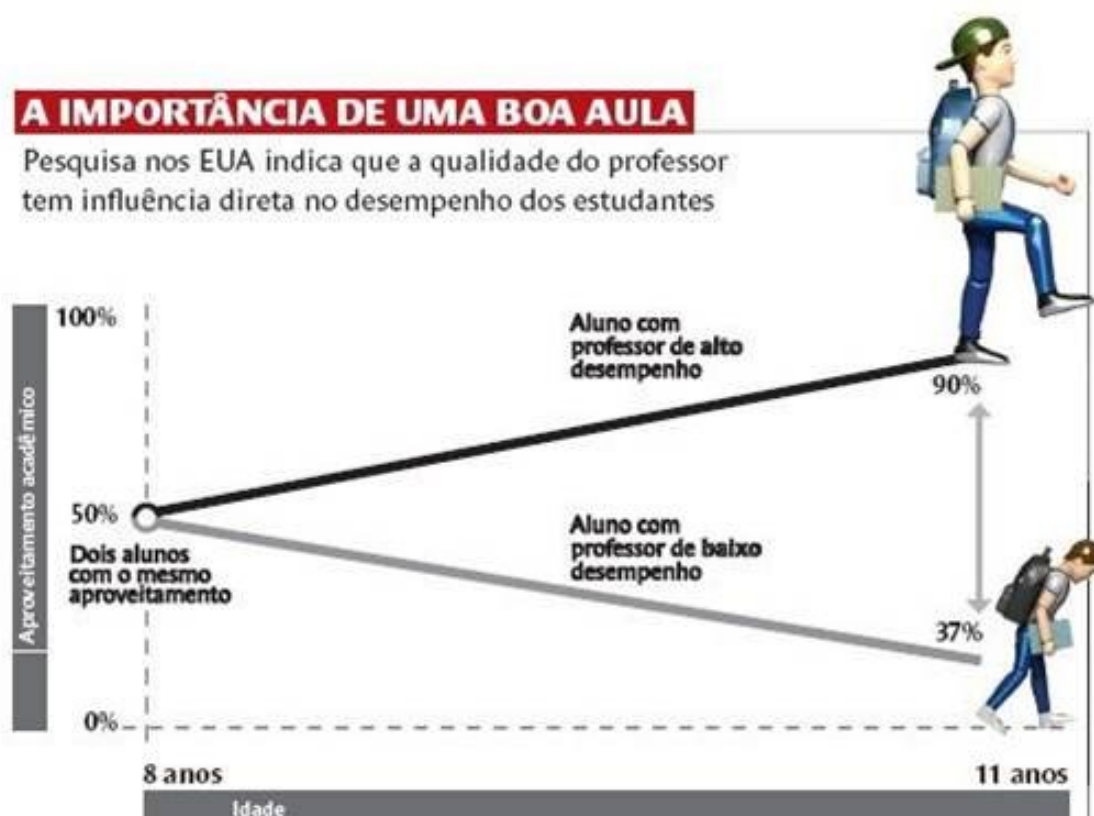 A IMPORTÂNCIA DE UMA BOA AULA
Pesquisa nos EUA indica que a qualidade do professor
tem influência direta no desempenho dos estudantes
100%
Aluno com
professor de alto
desempenho
90%
Aproveitamento acadêmico
50%
Dois alunos
com o mesmo
aproveitamento
Aluno com
professor de baixo
desempenho
37%
0%
8 anos
11 anos
Idade